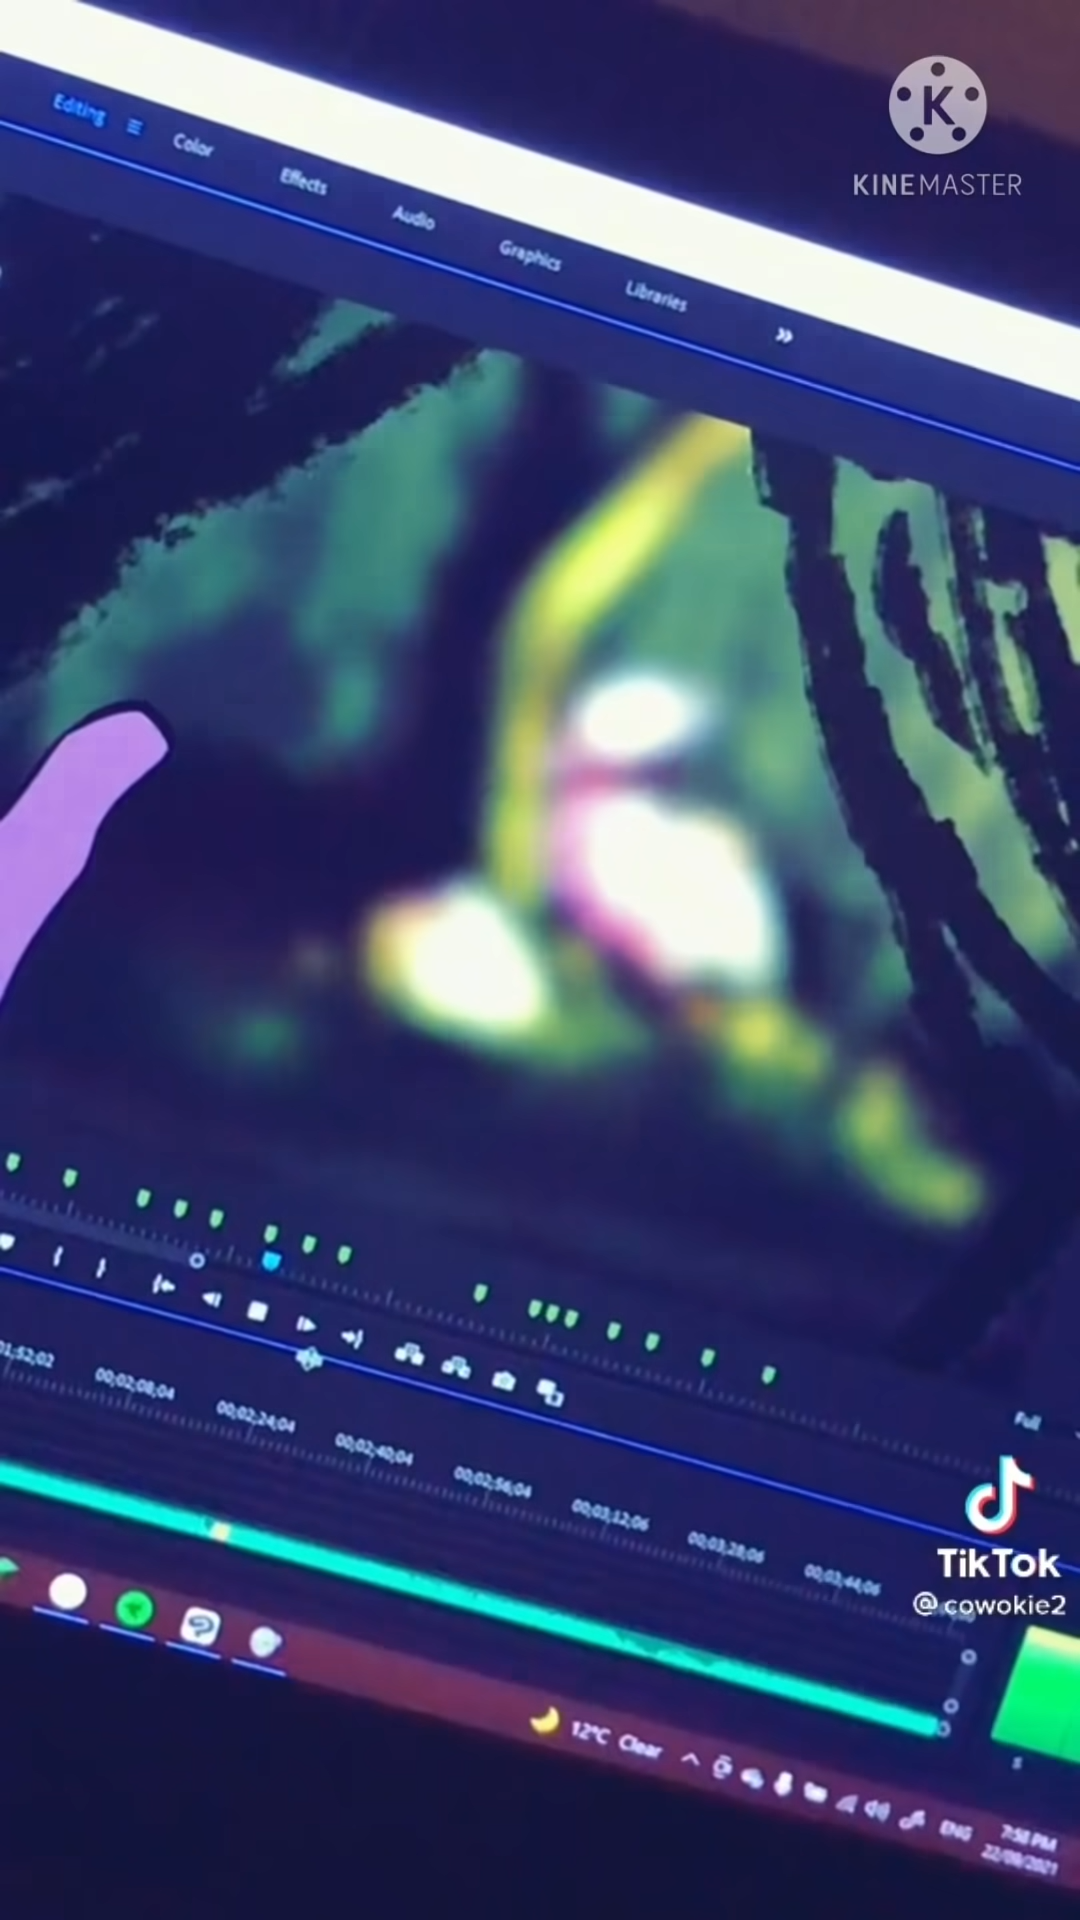 KINEMASTER
Editing
Color
Effects
Audio
Graphics
Libraries
Full
00;02;08;04
00;02;24;04
00;02;40;04
00;02;56;04
00;03;12;06
00;03;28;06
00;03;44;06
TikTok
@cowokie2
12°C Clear
ENG
7:58 PM
22/09/2021
S